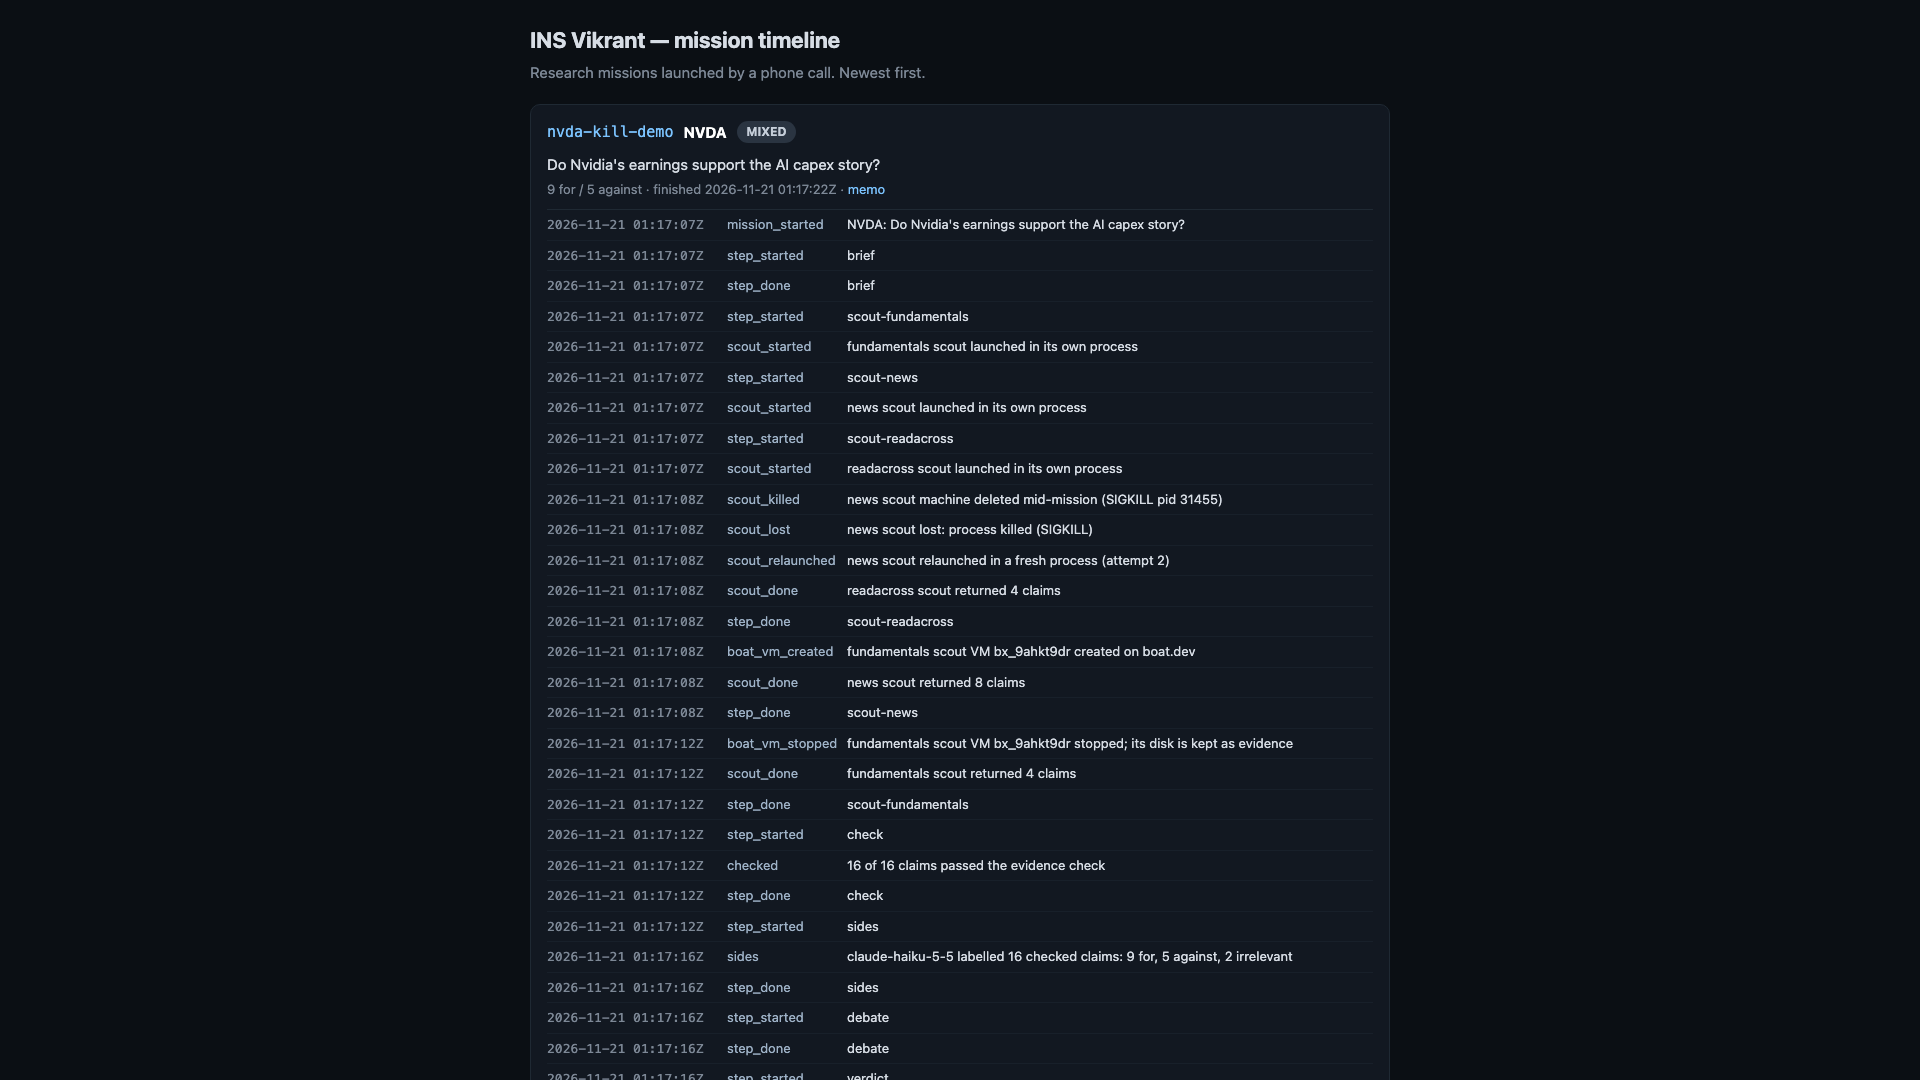 INS Vikrant — mission timeline
Research missions launched by a phone call. Newest first.
nvda-kill-demo NVDA MIXED
Do Nvidia's earnings support the AI capex story?
9 for / 5 against · finished 2026-11-21 01:17:22Z · memo
2026-11-21 01:17:07Z mission_started NVDA: Do Nvidia's earnings support the AI capex story?
2026-11-21 01:17:07Z step_started brief
2026-11-21 01:17:07Z step_done brief
2026-11-21 01:17:07Z step_started scout-fundamentals
2026-11-21 01:17:07Z scout_started fundamentals scout launched in its own process
2026-11-21 01:17:07Z step_started scout-news
2026-11-21 01:17:07Z scout_started news scout launched in its own process
2026-11-21 01:17:07Z step_started scout-readacross
2026-11-21 01:17:07Z scout_started readacross scout launched in its own process
2026-11-21 01:17:08Z scout_killed news scout machine deleted mid-mission (SIGKILL pid 31455)
2026-11-21 01:17:08Z scout_lost news scout lost: process killed (SIGKILL)
2026-11-21 01:17:08Z scout_relaunched news scout relaunched in a fresh process (attempt 2)
2026-11-21 01:17:08Z scout_done readacross scout returned 4 claims
2026-11-21 01:17:08Z step_done scout-readacross
2026-11-21 01:17:08Z boat_vm_created fundamentals scout VM bx_9ahkt9dr created on boat.dev
2026-11-21 01:17:08Z scout_done news scout returned 8 claims
2026-11-21 01:17:08Z step_done scout-news
2026-11-21 01:17:12Z boat_vm_stopped fundamentals scout VM bx_9ahkt9dr stopped; its disk is kept as evidence
2026-11-21 01:17:12Z scout_done fundamentals scout returned 4 claims
2026-11-21 01:17:12Z step_done scout-fundamentals
2026-11-21 01:17:12Z step_started check
2026-11-21 01:17:12Z checked 16 of 16 claims passed the evidence check
2026-11-21 01:17:12Z step_done check
2026-11-21 01:17:12Z step_started sides
2026-11-21 01:17:16Z sides claude-haiku-5-5 labelled 16 checked claims: 9 for, 5 against, 2 irrelevant
2026-11-21 01:17:16Z step_done sides
2026-11-21 01:17:16Z step_started debate
2026-11-21 01:17:16Z step_done debate
2026-11-21 01:17:16Z step_started verdict